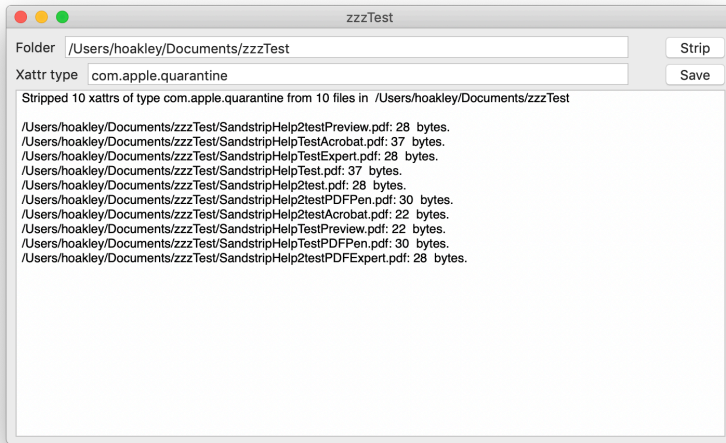 zzzTest
Folder /Users/hoakley/Documents/zzzTest Strip
Xattr type com.apple.quarantine Save
Stripped 10 xattrs of type com.apple.quarantine from 10 files in  /Users/hoakley/Documents/zzzTest
/Users/hoakley/Documents/zzzTest/SandstripHelp2testPreview.pdf: 28  bytes.
/Users/hoakley/Documents/zzzTest/SandstripHelpTestAcrobat.pdf: 37  bytes.
/Users/hoakley/Documents/zzzTest/SandstripHelpTestExpert.pdf: 28  bytes.
/Users/hoakley/Documents/zzzTest/SandstripHelpTest.pdf: 37  bytes.
/Users/hoakley/Documents/zzzTest/SandstripHelp2test.pdf: 28  bytes.
/Users/hoakley/Documents/zzzTest/SandstripHelp2testPDFPen.pdf: 30  bytes.
/Users/hoakley/Documents/zzzTest/SandstripHelp2testAcrobat.pdf: 22  bytes.
/Users/hoakley/Documents/zzzTest/SandstripHelpTestPreview.pdf: 22  bytes.
/Users/hoakley/Documents/zzzTest/SandstripHelpTestPDFPen.pdf: 30  bytes.
/Users/hoakley/Documents/zzzTest/SandstripHelp2testPDFExpert.pdf: 28  bytes.